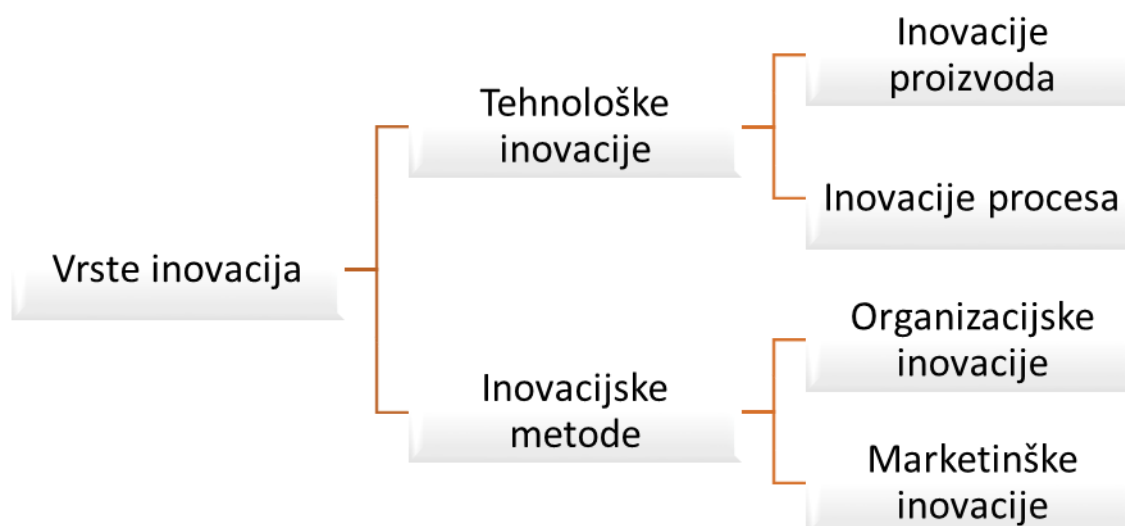 Vrste inovacija
Tehnološke
inovacije
Inovacije
proizvoda
Inovacije procesa
Inovacijske
metode
Organizacijske
inovacije
Marketinške
inovacije